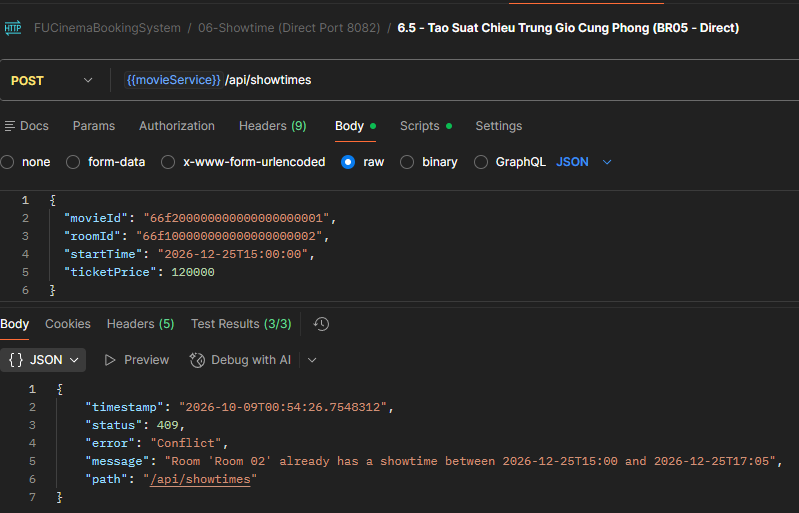 HTTP FUCinemaBookingSystem / 06-Showtime (Direct Port 8082) / 6.5 - Tao Suat Chieu Trung Gio Cung Phong (BR05 - Direct)
POST {{movieService}} /api/showtimes
Docs Params Authorization Headers (9) Body Scripts Settings
none form-data x-www-form-urlencoded raw binary GraphQL JSON
1 {
2 "movieId": "66f200000000000000000001",
3 "roomId": "66f100000000000000000002",
4 "startTime": "2026-12-25T15:00:00",
5 "ticketPrice": 120000
6 }
Body Cookies Headers (5) Test Results (3/3)
{} JSON Preview Debug with AI
1 {
2 "timestamp": "2026-10-09T00:54:26.7548312",
3 "status": 409,
4 "error": "Conflict",
5 "message": "Room 'Room 02' already has a showtime between 2026-12-25T15:00 and 2026-12-25T17:05",
6 "path": "/api/showtimes"
7 }